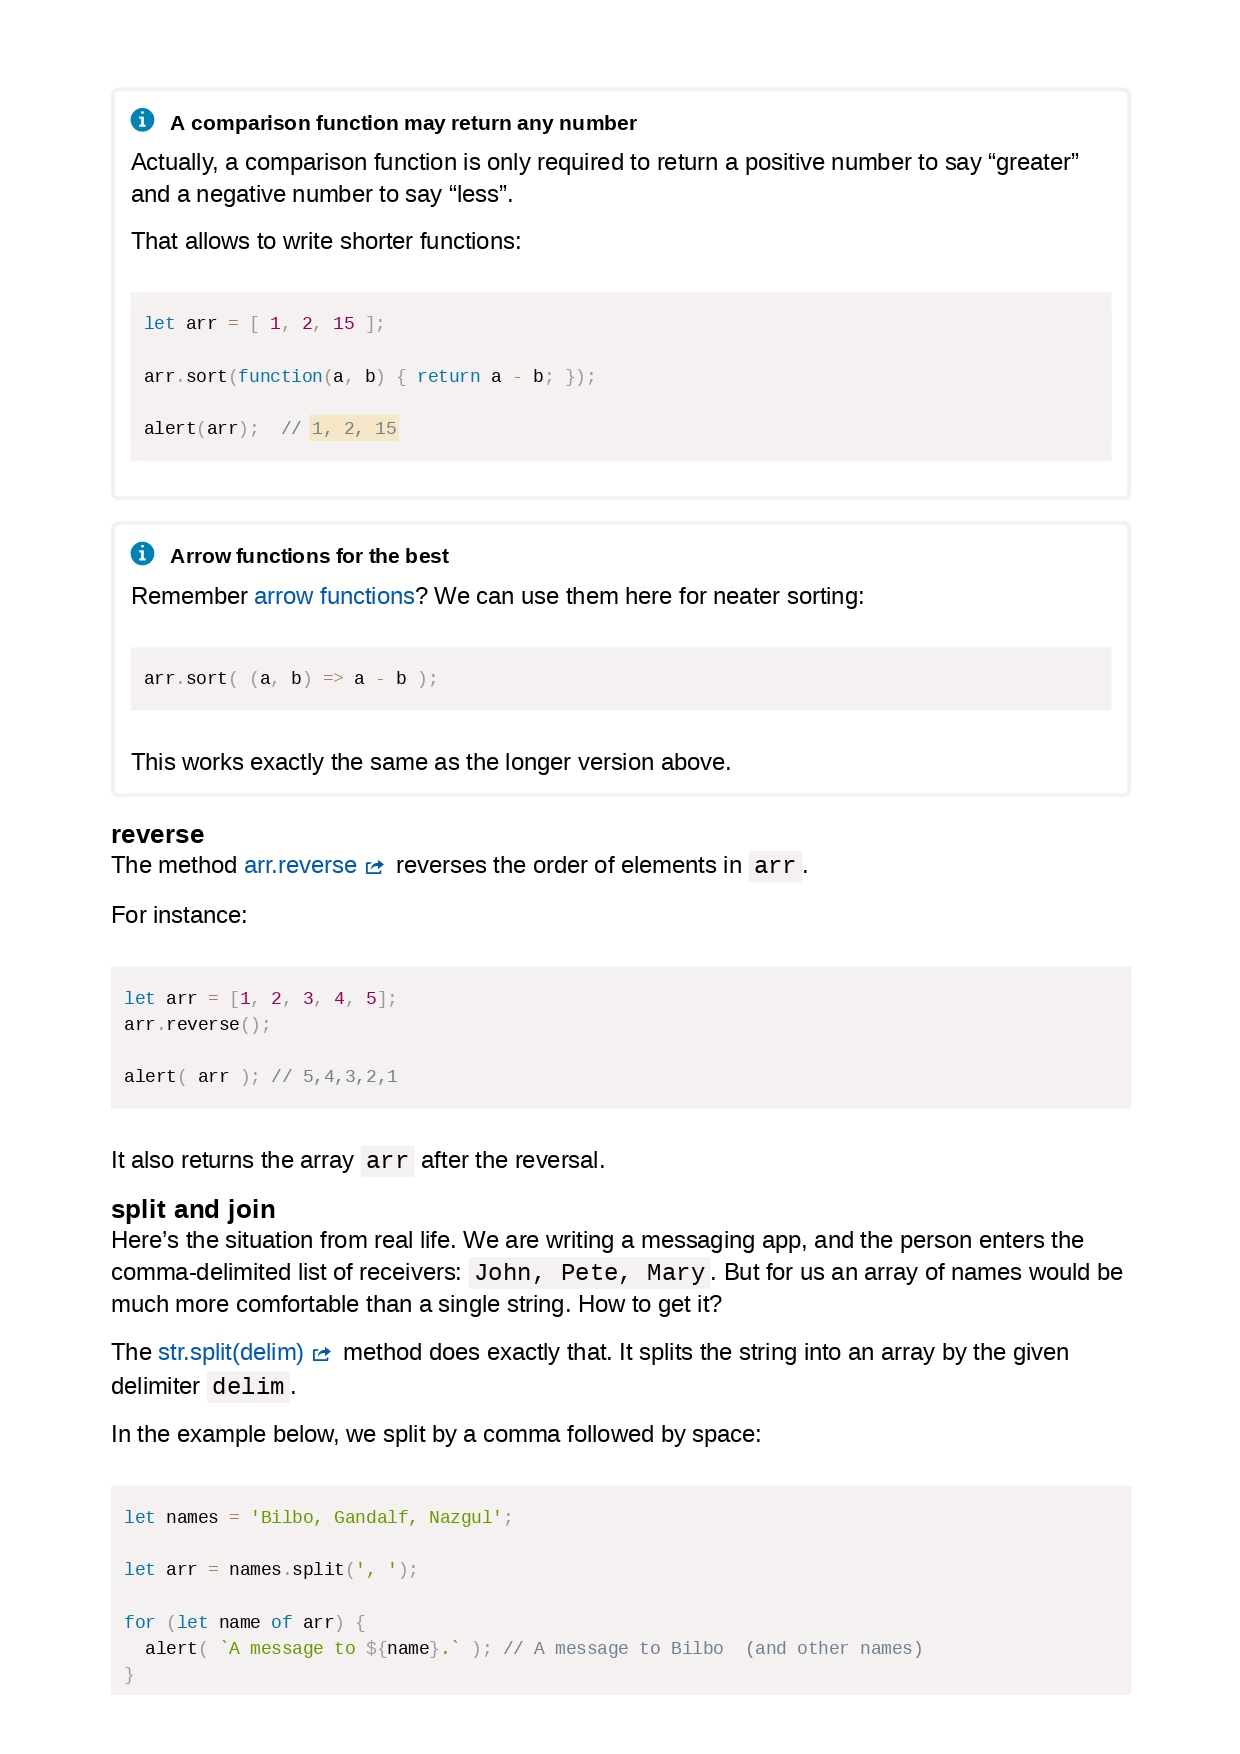 A comparison function may return any number
Actually, a comparison function is only required to return a positive number to say “greater”
and a negative number to say “less”.
That allows to write shorter functions:
let arr = [ 1, 2, 15 ];
arr.sort(function(a, b) { return a - b; });
alert(arr);  // 1, 2, 15
Arrow functions for the best
Remember arrow functions? We can use them here for neater sorting:
arr.sort( (a, b) => a - b );
This works exactly the same as the longer version above.
reverse
The method arr.reverse reverses the order of elements in arr.
For instance:
let arr = [1, 2, 3, 4, 5];
arr.reverse();
alert( arr ); // 5,4,3,2,1
It also returns the array arr after the reversal.
split and join
Here’s the situation from real life. We are writing a messaging app, and the person enters the
comma-delimited list of receivers: John, Pete, Mary. But for us an array of names would be
much more comfortable than a single string. How to get it?
The str.split(delim) method does exactly that. It splits the string into an array by the given
delimiter delim.
In the example below, we split by a comma followed by space:
let names = 'Bilbo, Gandalf, Nazgul';
let arr = names.split(', ');
for (let name of arr) {
  alert( `A message to ${name}.` ); // A message to Bilbo  (and other names)
}